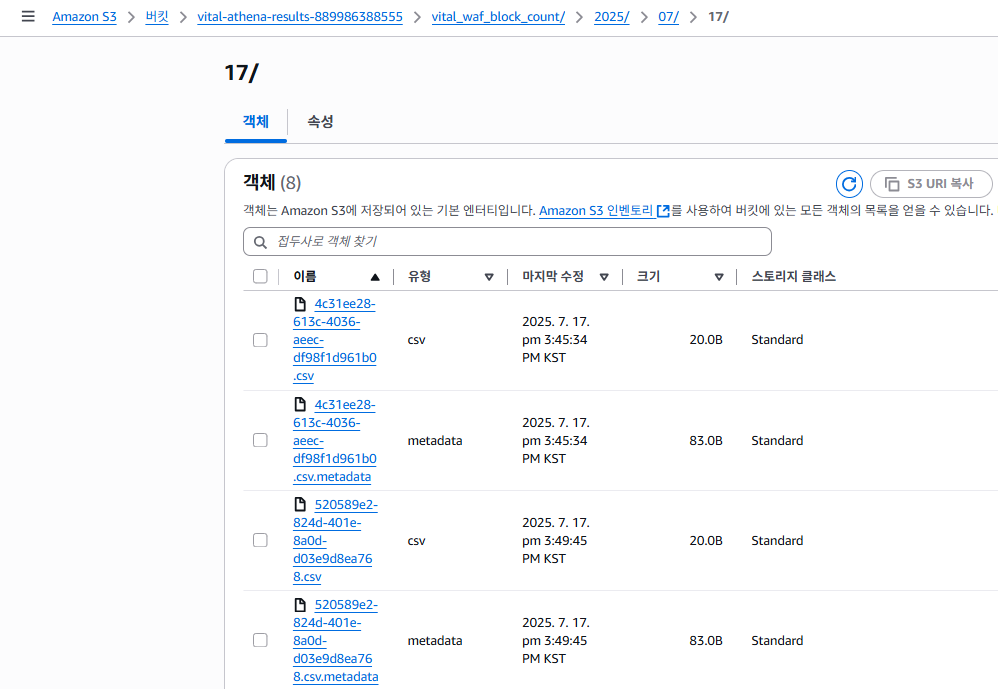 Amazon S3 > 버킷 > vital-athena-results-889986388555 > vital_waf_block_count/ > 2025/ > 07/ > 17/
17/
객체 속성
객체 (8)
S3 URI 복사
객체는 Amazon S3에 저장되어 있는 기본 엔터티입니다. Amazon S3 인벤토리를 사용하여 버킷에 있는 모든 객체의 목록을 얻을 수 있습니다.
접두사로 객체 찾기
이름 유형 마지막 수정 크기 스토리지 클래스
4c31ee28-
613c-4036-
aeec-
df98f1d961b0
.csv
csv
2025. 7. 17.
pm 3:45:34
PM KST
20.0B
Standard
4c31ee28-
613c-4036-
aeec-
df98f1d961b0
.csv.metadata
metadata
2025. 7. 17.
pm 3:45:34
PM KST
83.0B
Standard
520589e2-
824d-401e-
8a0d-
d03e9d8ea76
8.csv
csv
2025. 7. 17.
pm 3:49:45
PM KST
20.0B
Standard
520589e2-
824d-401e-
8a0d-
d03e9d8ea76
8.csv.metadata
metadata
2025. 7. 17.
pm 3:49:45
PM KST
83.0B
Standard